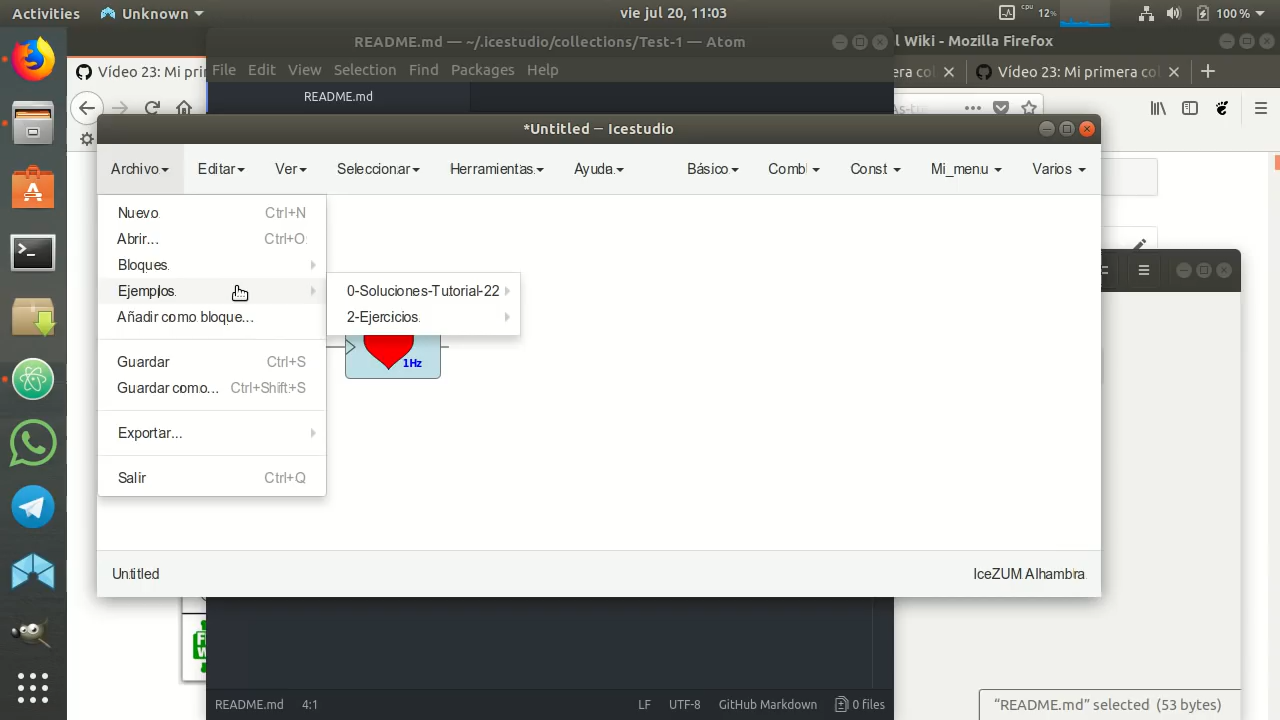 Activities Unknown vie jul 20, 11:03 cpu 12% 100 %
README.md — ~/.icestudio/collections/Test-1 — Atom
l Wiki - Mozilla Firefox
Vídeo 23: Mi prir
File Edit View Selection Find Packages Help
era col
Vídeo 23: Mi primera col
README.md
*Untitled — Icestudio
Archivo Editar Ver Seleccionar Herramientas Ayuda Básico Combi Const Mi_menu Varios
Nuevo Ctrl+N
Abrir... Ctrl+O
Bloques
Ejemplos
0-Soluciones-Tutorial-22
Añadir como bloque...
2-Ejercicios
Guardar Ctrl+S
1Hz
Guardar como... Ctrl+Shift+S
Exportar...
Salir Ctrl+Q
Untitled IceZUM Alhambra
README.md 4:1 LF UTF-8 GitHub Markdown 0 files
“README.md” selected (53 bytes)